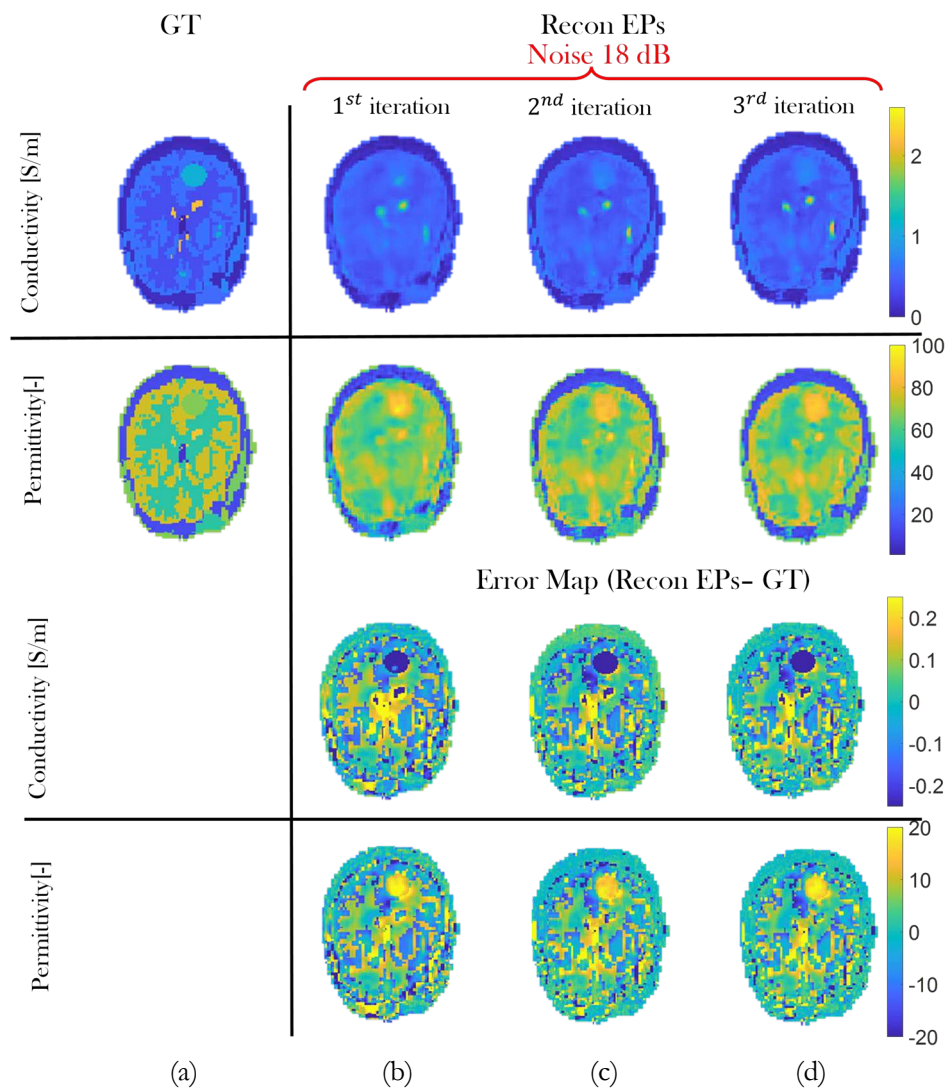 GT
Recon EPs
Noise 18 dB
1st iteration
2nd iteration
3rd iteration
Conductivity [S/m]
2
1
0
Permittivity[-]
100
80
60
40
20
Error Map (Recon EPs– GT)
Conductivity [S/m]
0.2
0.1
0
-0.1
-0.2
Permittivity[-]
20
10
0
-10
-20
(a)
(b)
(c)
(d)